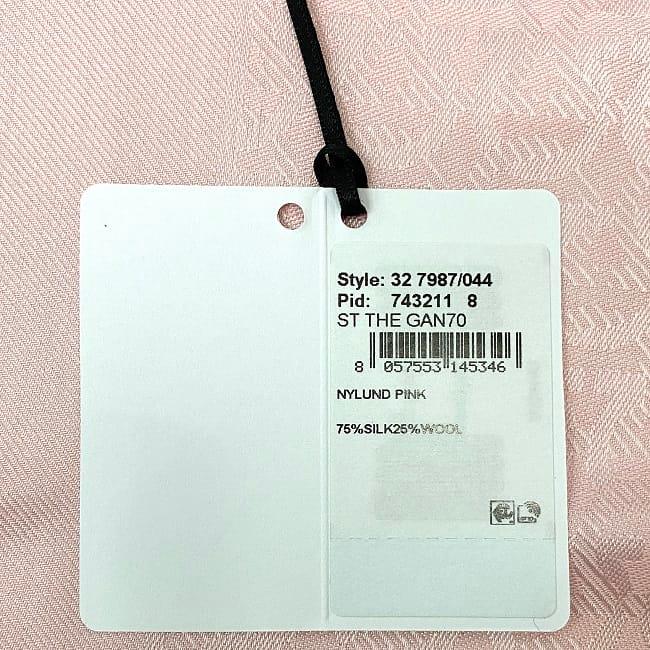 Style: 32 7987/044
Pid: 743211 8
ST THE GAN70
8 057553 145346
NYLUND PINK
75%SILK25%WOOL